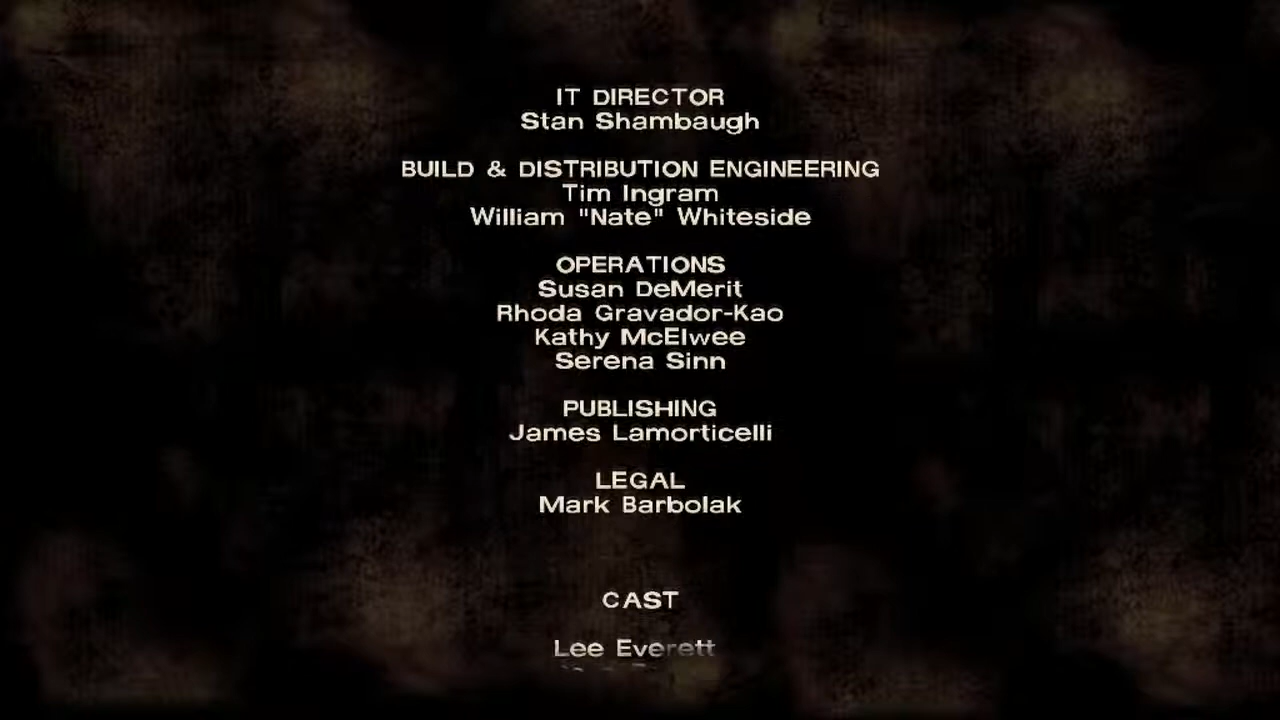 IT DIRECTOR
Stan Shambaugh
BUILD & DISTRIBUTION ENGINEERING
Tim Ingram
William "Nate" Whiteside
OPERATIONS
Susan DeMerit
Rhoda Gravador-Kao
Kathy McElwee
Serena Sinn
PUBLISHING
James Lamorticelli
LEGAL
Mark Barbolak
CAST
Lee Everett